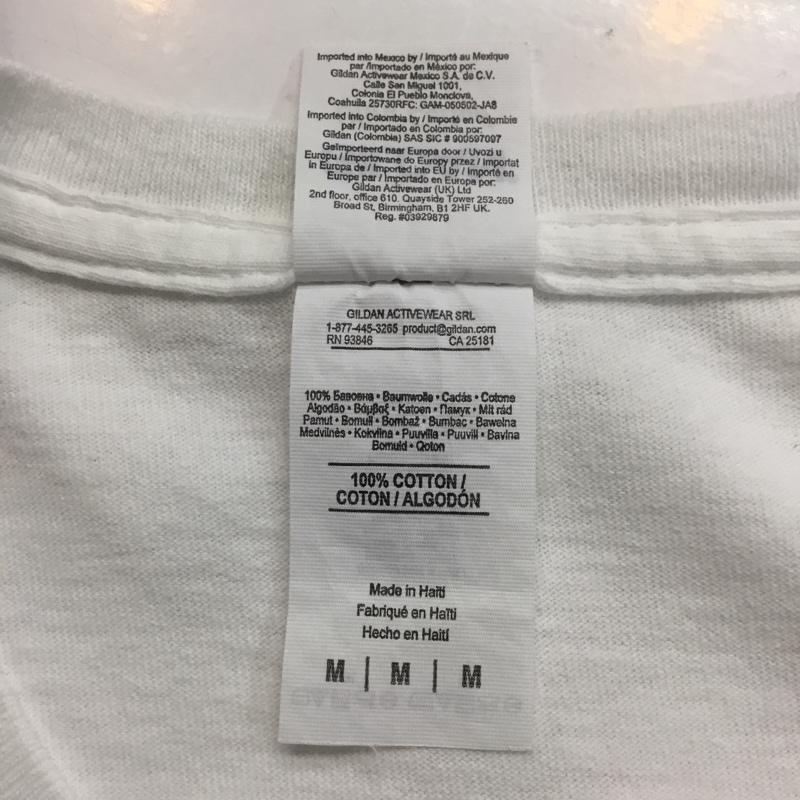 Imported into Mexico by / Importé au Mexique
par /Importado en México por:
Gildan Activewear Mexico S.A. de C.V.
Calle San Miguel 1001,
Colonia El Pueblo Monclova,
Coahuila 25730RFC: GAM-050502-JA8
Imported into Colombia by / Importé en Colombie
par / Importado en Colombia por:
Gildan (Colombia) SAS SIC # 900597097
Geïmporteerd naar Europa door / Uvozi u
Europu / Importowane do Europy przez / Importat
in Europa de / Imported into EU by / Importé en
Europe par / Importado en Europa por:
Gildan Activewear (UK) Ltd
2nd floor, office 610. Quayside Tower 252-260
Broad St, Birmingham, B1 2HF UK.
Reg. #03929879
GILDAN ACTIVEWEAR SRL
1-877-445-3265 product@gildan.com
RN 93846 CA 25181
100% Бавовна • Baumwolle • Cadás • Cotone
Algodão • Βάμβαξ • Katoen • Памук • Mit rád
Pamut • Bomull • Bombaž • Bumbac • Bawełna
Medvilnės • Kokvilna • Puuvilla • Puuvill • Bavlna
Bomuld • Qoton
100% COTTON /
COTON / ALGODÓN
Made in Haïti
Fabriqué en Haïti
Hecho en Haití
M | M | M